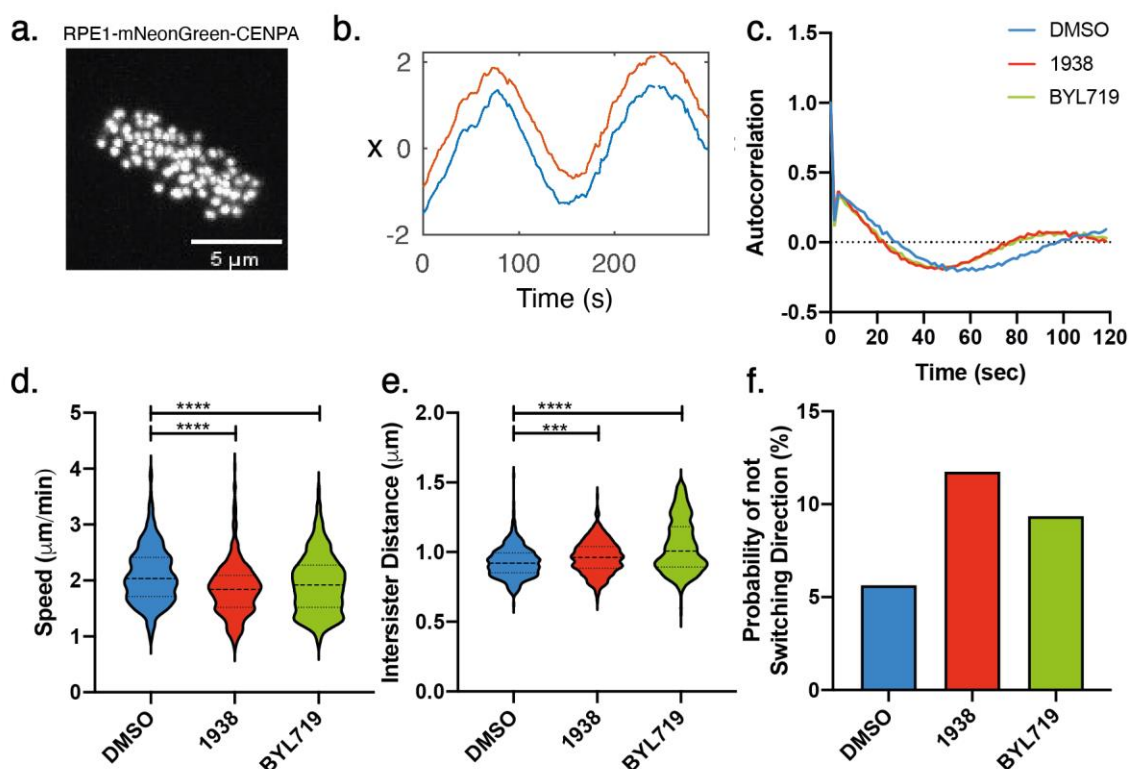 a.
RPE1-mNeonGreen-CENPA
5 μm
b.
2
0
-2
X
0
100
200
Time (s)
c.
DMSO
1938
BYL719
1.5
1.0
0.5
0.0
-0.5
Autocorrelation
0
20
40
60
80
100
120
Time (sec)
d.
5
4
3
2
1
0
Speed (μm/min)
****
****
DMSO
1938
BYL719
e.
2.0
1.5
1.0
0.5
0.0
Intersister Distance (μm)
****
***
DMSO
1938
BYL719
f.
15
10
5
0
Probability of not
Switching Direction (%)
DMSO
1938
BYL719